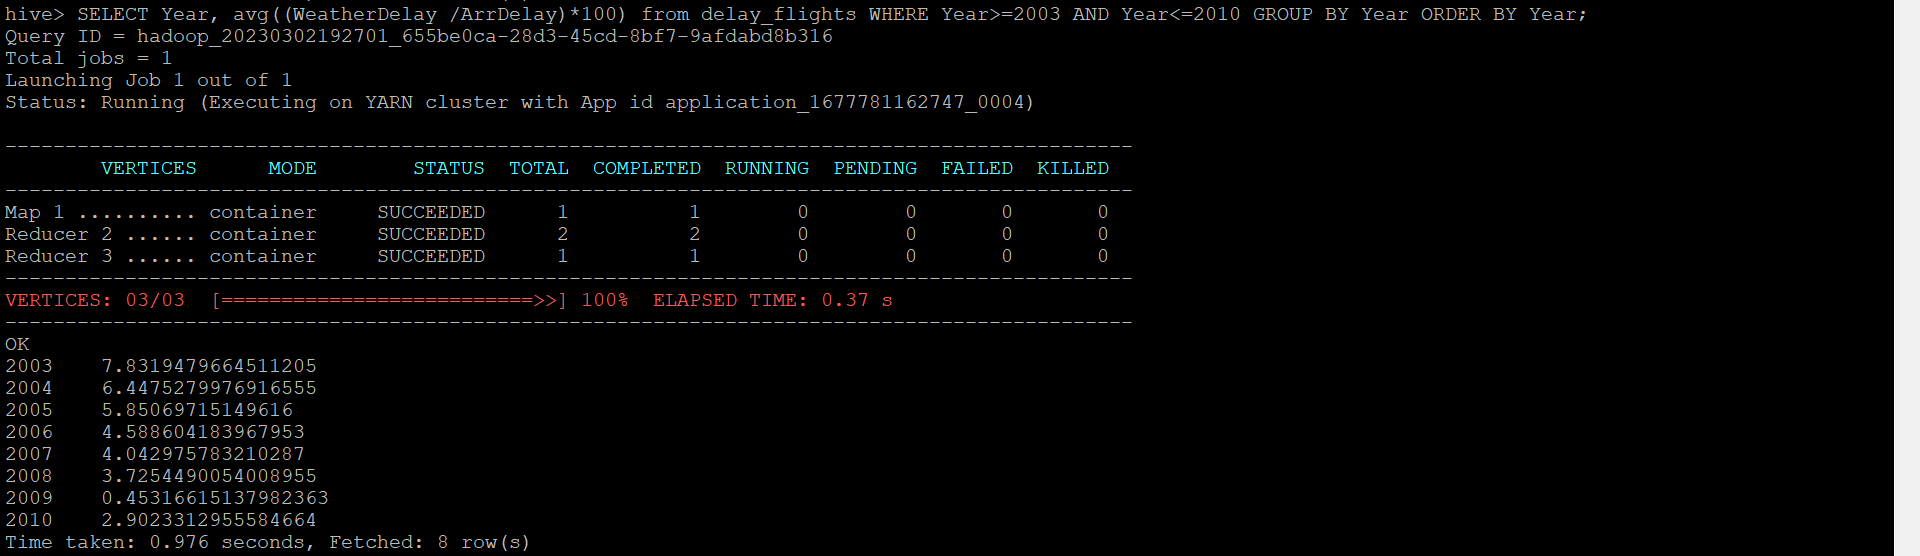 hive> SELECT Year, avg((WeatherDelay /ArrDelay)*100) from delay_flights WHERE Year>=2003 AND Year<=2010 GROUP BY Year ORDER BY Year;
Query ID = hadoop_20230302192701_655be0ca-28d3-45cd-8bf7-9afdabd8b316
Total jobs = 1
Launching Job 1 out of 1
Status: Running (Executing on YARN cluster with App id application_1677781162747_0004)
----------------------------------------------------------------------------------------------
        VERTICES      MODE        STATUS  TOTAL  COMPLETED  RUNNING  PENDING  FAILED  KILLED
----------------------------------------------------------------------------------------------
Map 1 .......... container     SUCCEEDED      1          1        0        0       0       0
Reducer 2 ...... container     SUCCEEDED      2          2        0        0       0       0
Reducer 3 ...... container     SUCCEEDED      1          1        0        0       0       0
----------------------------------------------------------------------------------------------
VERTICES: 03/03  [==========================>>] 100%  ELAPSED TIME: 0.37 s
----------------------------------------------------------------------------------------------
OK
2003    7.8319479664511205
2004    6.4475279976916555
2005    5.85069715149616
2006    4.588604183967953
2007    4.042975783210287
2008    3.7254490054008955
2009    0.45316615137982363
2010    2.9023312955584664
Time taken: 0.976 seconds, Fetched: 8 row(s)